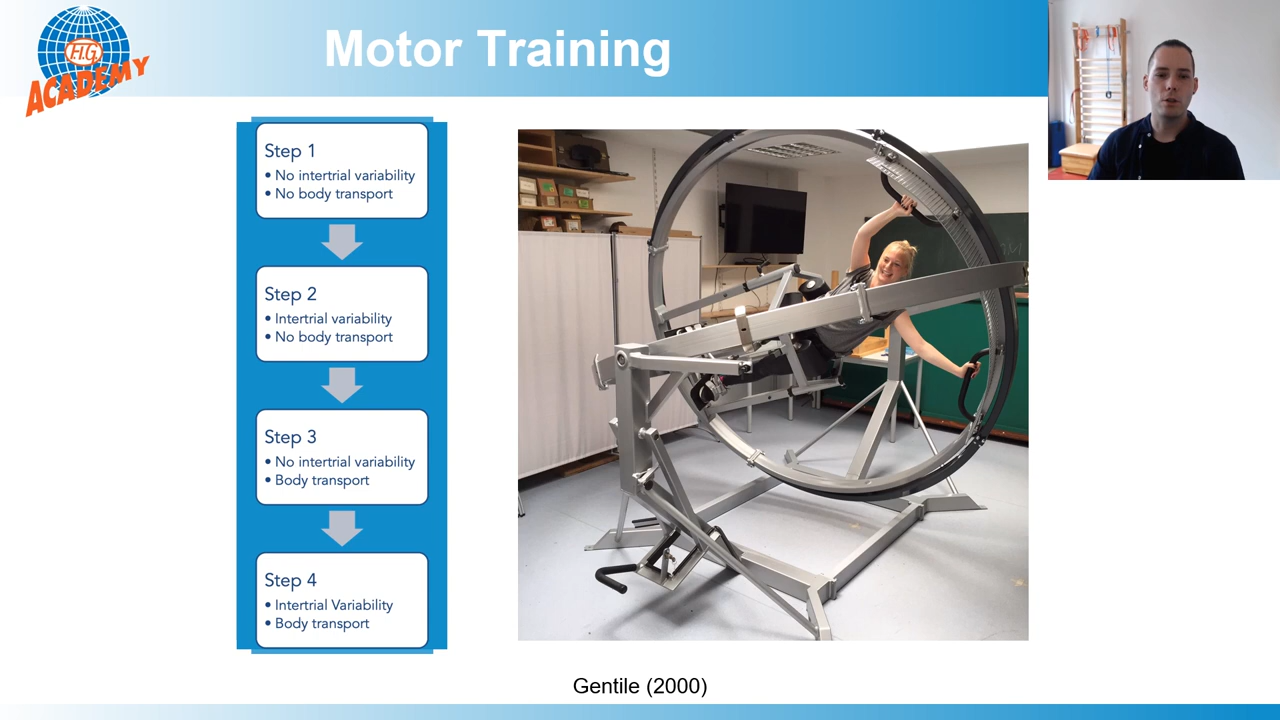 F.I.G.
ACADEMY
Motor Training
Step 1
• No intertrial variability
• No body transport
Step 2
• Intertrial variability
• No body transport
Step 3
• No intertrial variability
• Body transport
Step 4
• Intertrial Variability
• Body transport
Gentile (2000)